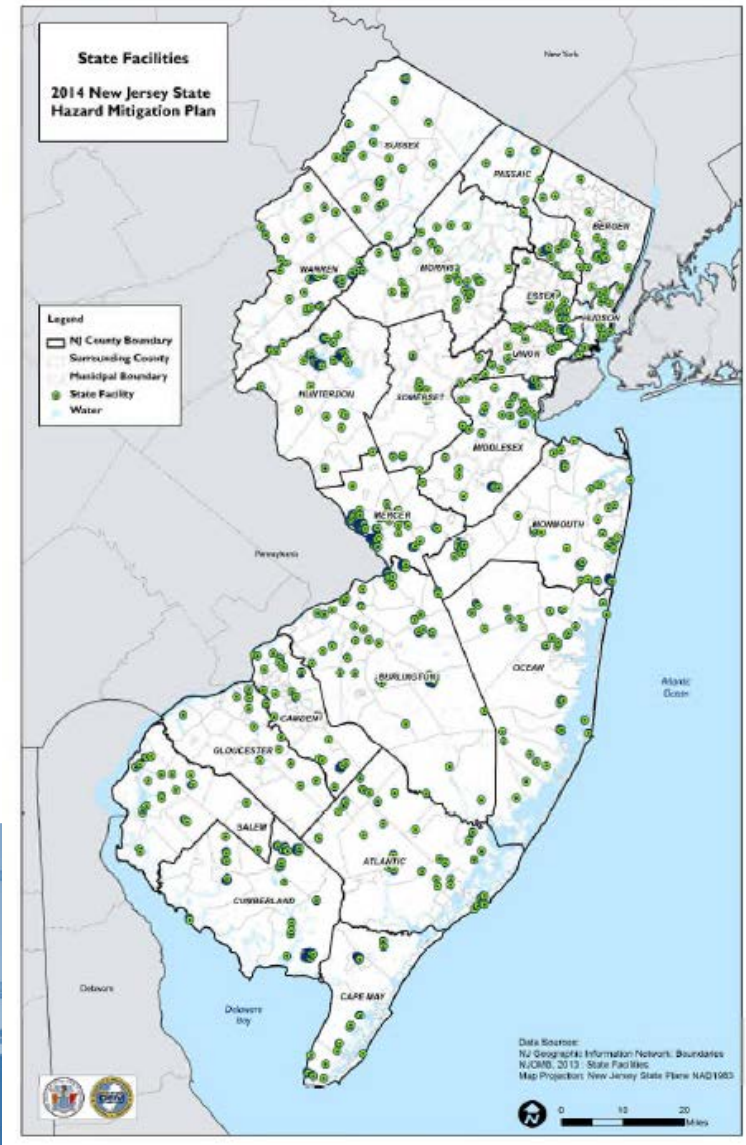 State Facilities
2014 New Jersey State
Hazard Mitigation Plan
New York
SUSSEX
PASSAIC
BERGEN
WARREN
MORRIS
ESSEX
HUDSON
Legend
NJ County Boundary
Surrounding County
Municipal Boundary
State Facility
Water
UNION
HUNTERDON
SOMERSET
MIDDLESEX
MERCER
MONMOUTH
Pennsylvania
OCEAN
BURLINGTON
Atlantic
Ocean
CAMDEN
GLOUCESTER
SALEM
ATLANTIC
CUMBERLAND
Delaware
Delaware
Bay
CAPE MAY
Data Sources:
NJ Geographic Information Network: Boundaries
NJOMB, 2013 : State Facilities
Map Projection: New Jersey State Plane NAD1983
N
0 10 20
Miles